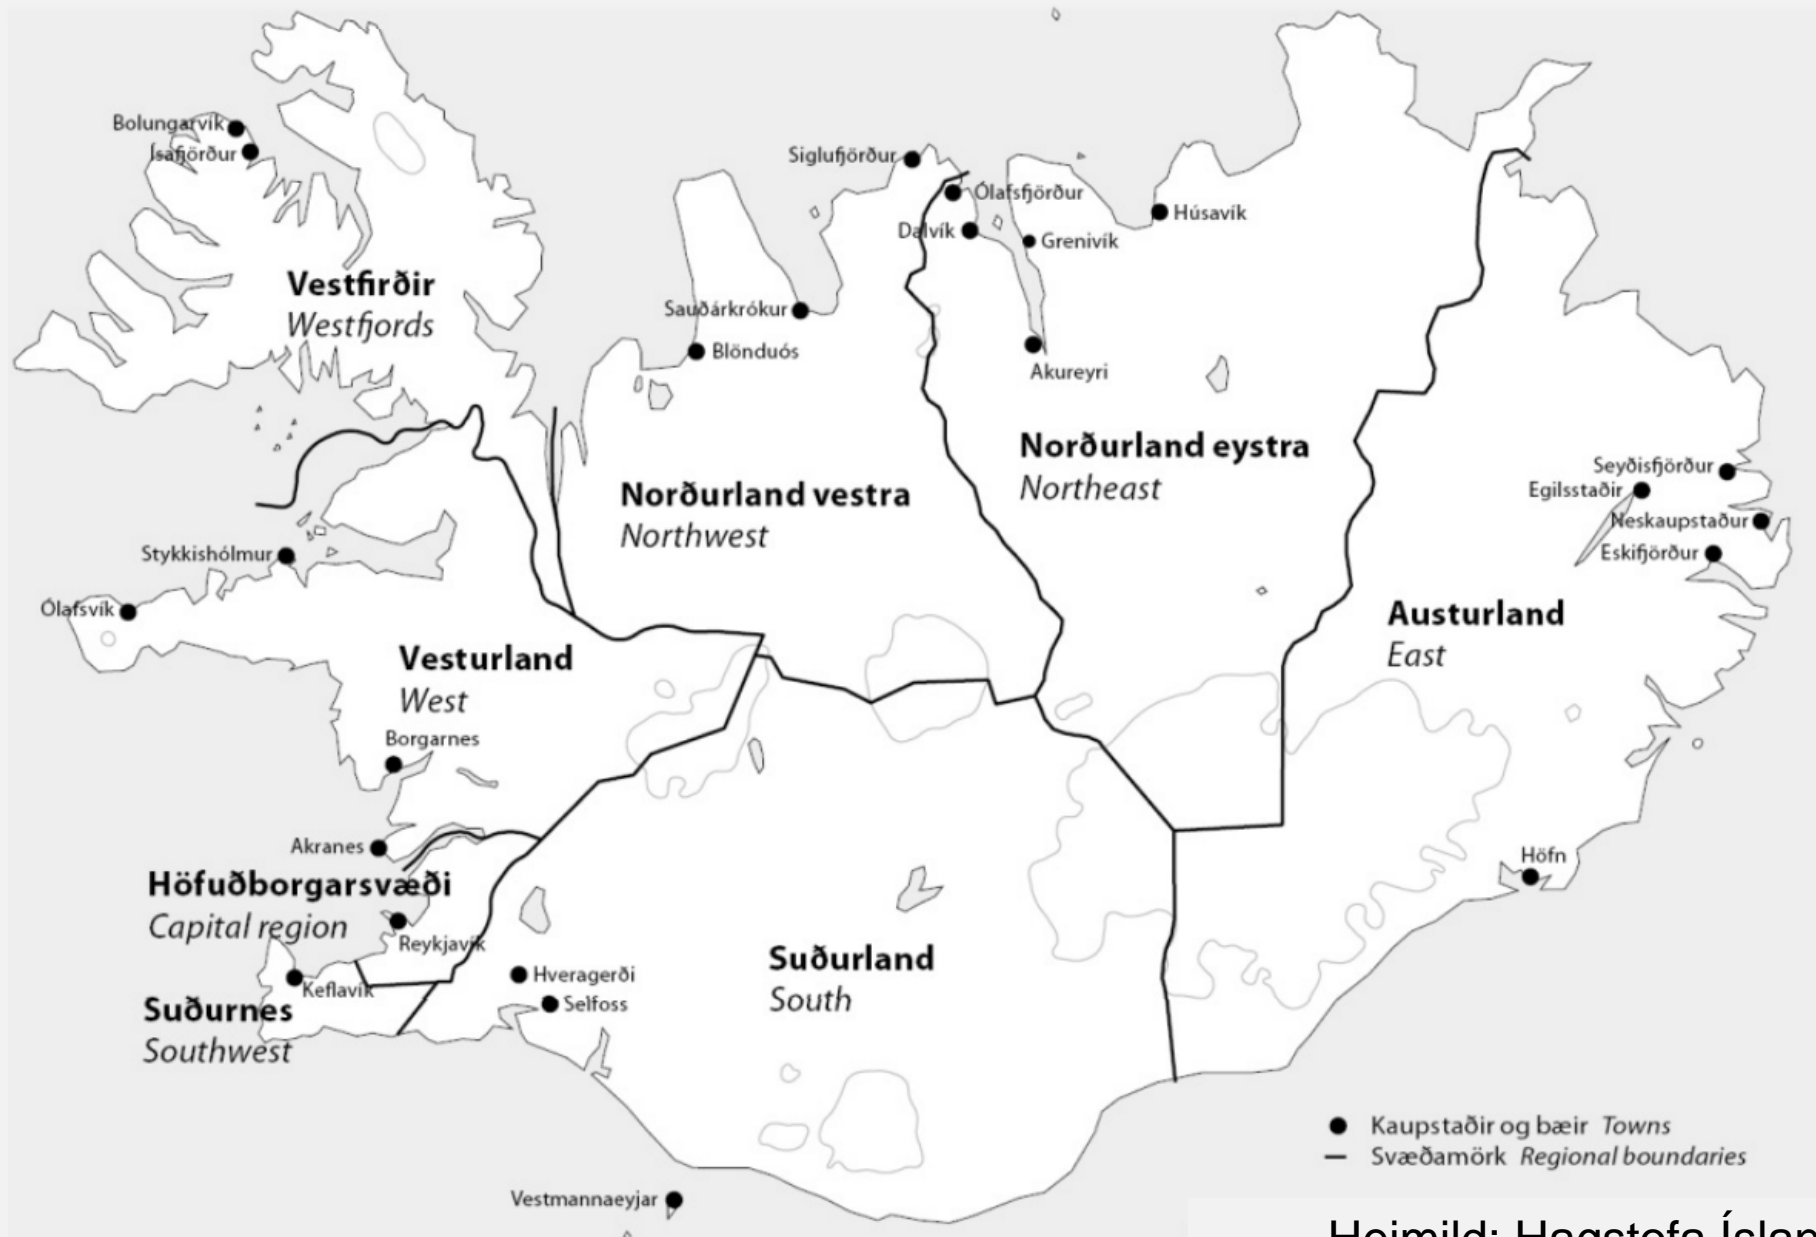 Bolungarvík
Ísafjörður
Siglufjörður
Ólafsfjörður
Húsavík
Dalvík
Grenivík
Vestfirðir
Westfjords
Sauðárkrókur
Blönduós
Akureyri
Norðurland eystra
Northeast
Norðurland vestra
Northwest
Seyðisfjörður
Egilsstaðir
Neskaupstaður
Eskifjörður
Stykkishólmur
Ólafsvík
Austurland
East
Vesturland
West
Borgarnes
Akranes
Höfn
Höfuðborgarsvæði
Capital region
Reykjavík
Suðurland
South
Hveragerði
Keflavík
Selfoss
Suðurnes
Southwest
Kaupstaðir og bæir Towns
Svæðamörk Regional boundaries
Vestmannaeyjar
Heimild: Hagstofa